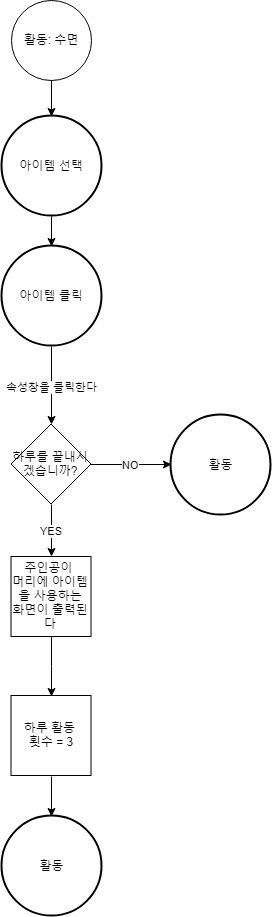 활동: 수면
아이템 선택
아이템 클릭
속성창을 클릭한다
하루를 끝내시
겠습니까?
NO
활동
YES
주인공이
머리에 아이템
을 사용하는
화면이 출력된
다
하루 활동
횟수 = 3
활동